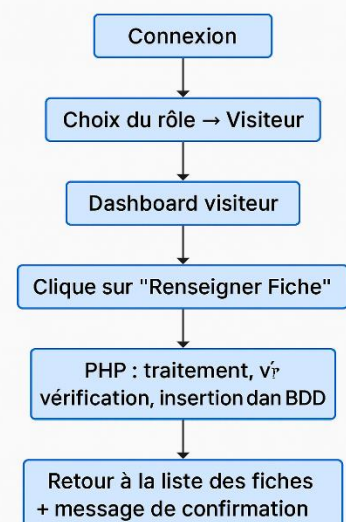 Connexion
Choix du rôle → Visiteur
Dashboard visiteur
Clique sur "Renseigner Fiche"
PHP : traitement,
vérification, insertion dan BDD
Retour à la liste des fiches
+ message de confirmation